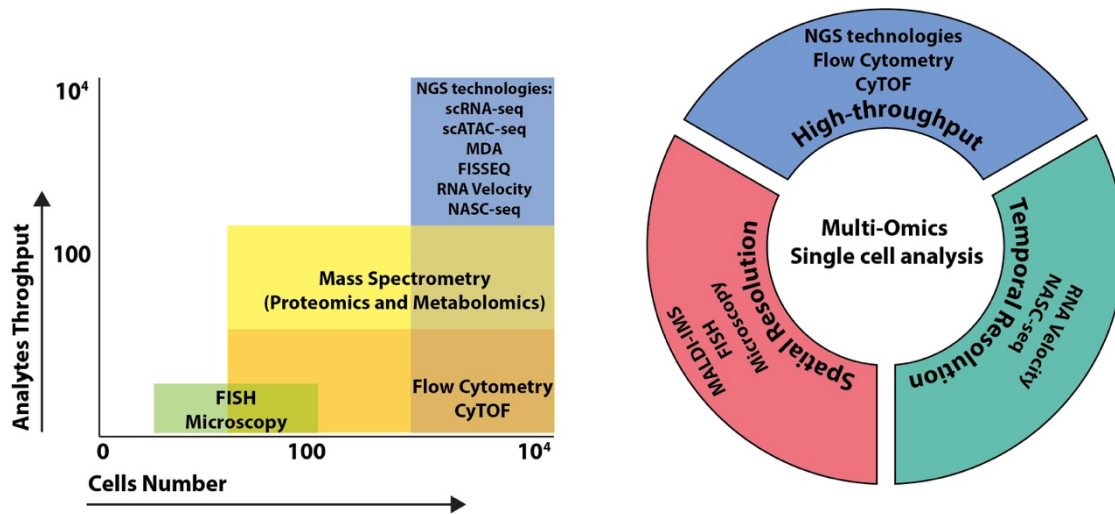 10⁴
100
Analytes Throghput
NGS technologies:
scRNA-seq
scATAC-seq
MDA
FISSEQ
RNA Velocity
NASC-seq
Mass Spectrometry
(Proteomics and Metabolomics)
Flow Cytometry
CyTOF
FISH
Microscopy
0
100
10⁴
Cells Number
NGS technologies
Flow Cytometry
CyTOF
High-throughput
Multi-Omics
Single cell analysis
Spatial Resolution
Microscopy
FISH
MALDI-IMS
Temporal Resolution
NASC-seq
RNA Velocity